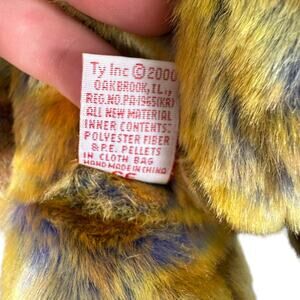 Ty Inc © 2000
OAKBROOK, IL.,
REG.NO.PA-1965(KR)
ALL NEW MATERIAL
INNER CONTENTS:
POLYESTER FIBER
& P.E. PELLETS
IN CLOTH BAG
HAND MADE IN CHINA
CE